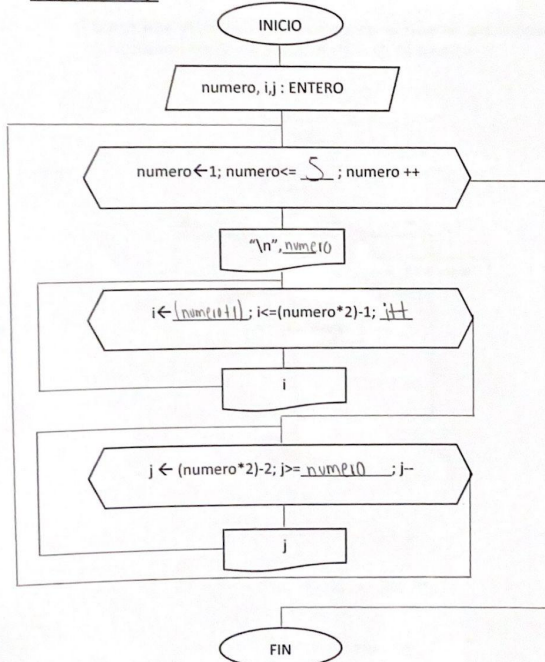 INICIO
numero, i,j : ENTERO
numero←1; numero<= 5 ; numero ++
"\n", numero
i←(numero+1); i<=(numero*2)-1; i++
i
j ← (numero*2)-2; j>= numero ; j--
j
FIN